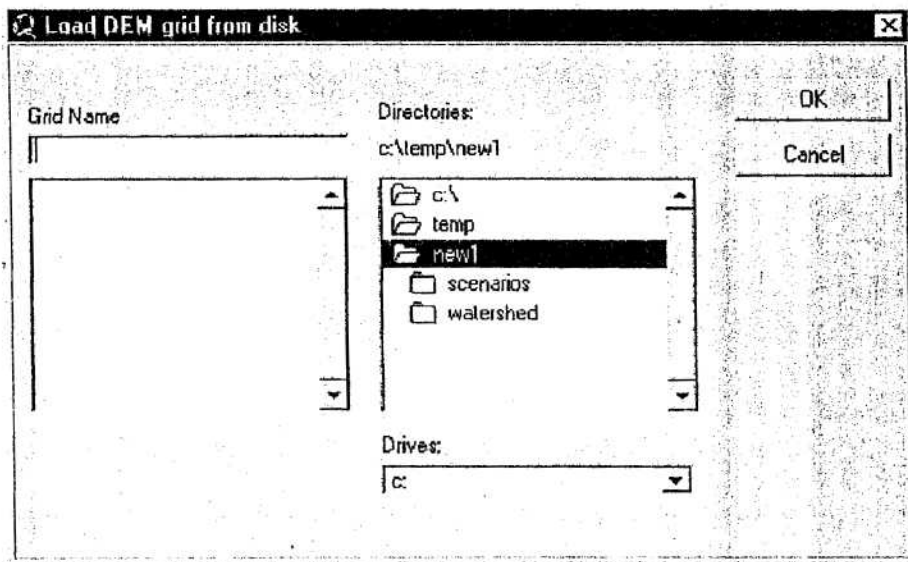 Load DEM grid from disk
Grid Name
Directories:
c:\temp\new1
c:\
temp
new1
scenarios
watershed
Drives:
c:
OK
Cancel